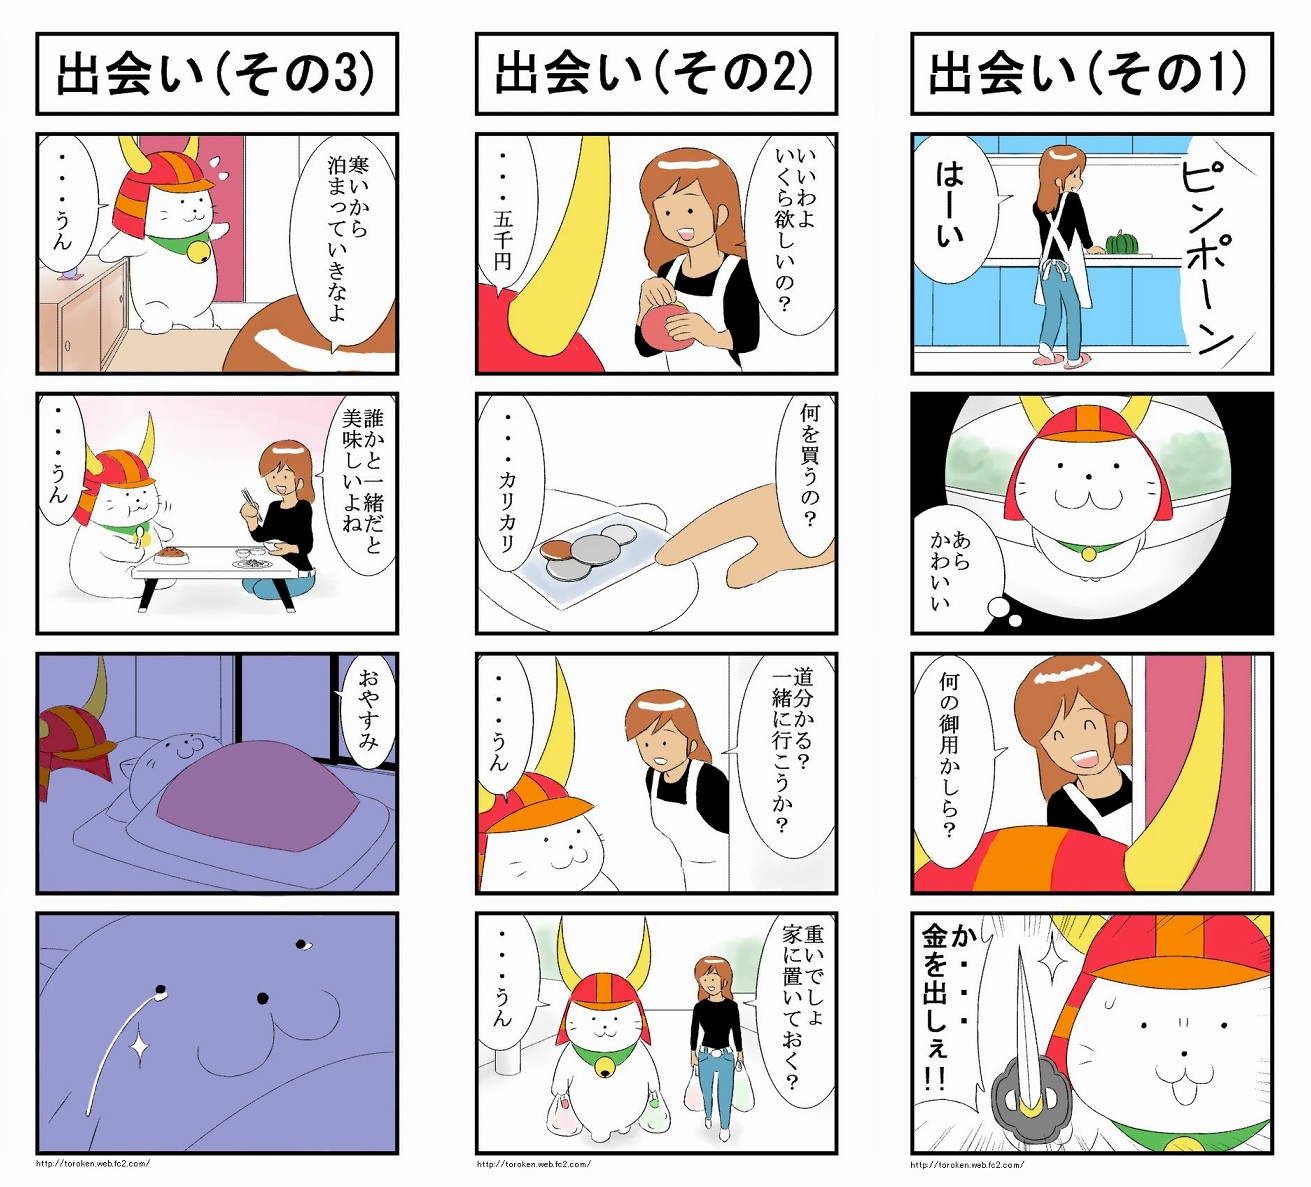 出会い(その1)
ピンポーン
はーい
あら
かわいい
何の御用かしら？
か・・・・
金を出しぇ!!
http://toroken.web.fc2.com/
出会い(その2)
いいわよ
いくら欲しいの？
・・・五千円
何を買うの？
・・・カリカリ
道分かる？
一緒に行こうか？
・・・うん
重いでしょ
家に置いておく？
・・・うん
http://toroken.web.fc2.com/
出会い(その3)
寒いから
泊まっていきなよ
・・・うん
誰かと一緒だと
美味しいよね
・・・うん
おやすみ
http://toroken.web.fc2.com/